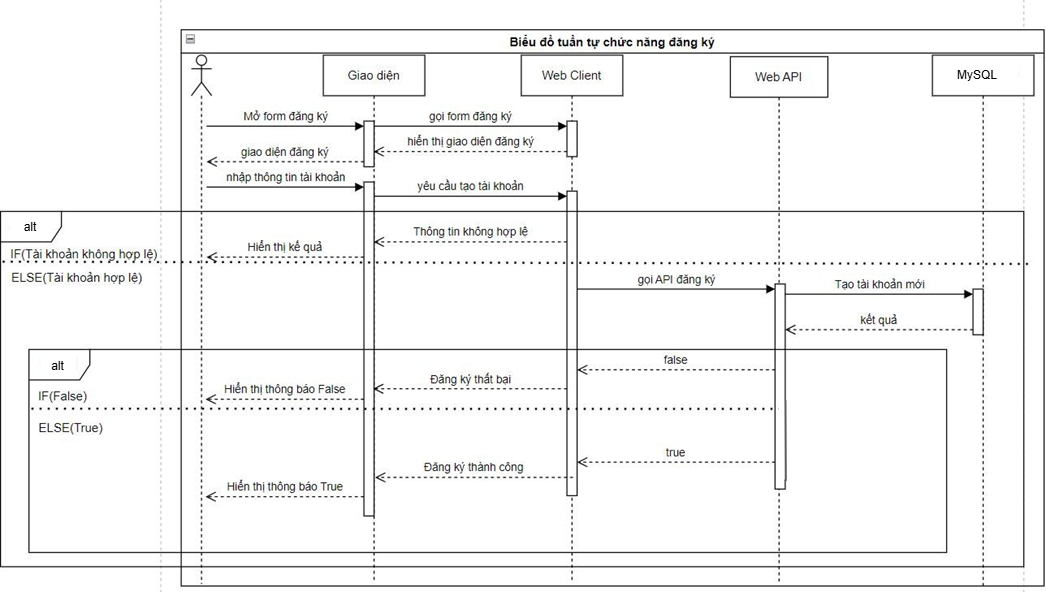 Biểu đồ tuần tự chức năng đăng ký
Giao diện
Web Client
Web API
MySQL
Mở form đăng ký
gọi form đăng ký
hiển thị giao diện đăng ký
giao diện đăng ký
nhập thông tin tài khoản
yêu cầu tạo tài khoản
alt
Thông tin không hợp lệ
Hiển thị kế quả
IF(Tài khoản không hợp lệ)
ELSE(Tài khoản hợp lệ)
gọi API đăng ký
Tạo tài khoản mới
kết quả
alt
false
Đăng ký thất bại
Hiển thị thông báo False
IF(False)
ELSE(True)
true
Đăng ký thành công
Hiển thị thông báo True